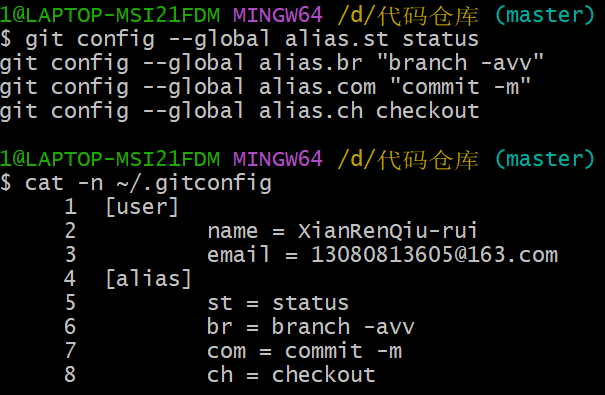 1@LAPTOP-MSI21FDM MINGW64 /d/代码仓库 (master)
$ git config --global alias.st status
git config --global alias.br "branch -avv"
git config --global alias.com "commit -m"
git config --global alias.ch checkout
1@LAPTOP-MSI21FDM MINGW64 /d/代码仓库 (master)
$ cat -n ~/.gitconfig
1 [user]
2 name = XianRenQiu-rui
3 email = 13080813605@163.com
4 [alias]
5 st = status
6 br = branch -avv
7 com = commit -m
8 ch = checkout